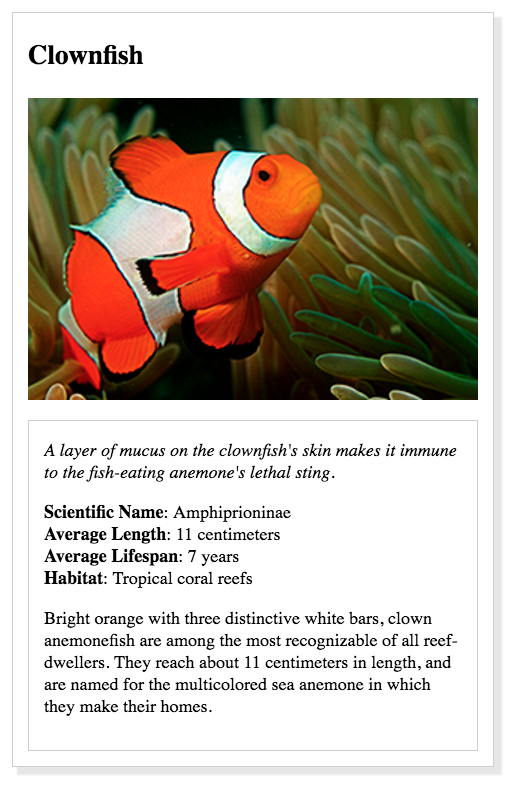 Clownfish
A layer of mucus on the clownfish's skin makes it immune
to the fish-eating anemone's lethal sting.
Scientific Name: Amphiprioninae
Average Length: 11 centimeters
Average Lifespan: 7 years
Habitat: Tropical coral reefs
Bright orange with three distinctive white bars, clown
anemonefish are among the most recognizable of all reef-
dwellers. They reach about 11 centimeters in length, and
are named for the multicolored sea anemone in which
they make their homes.